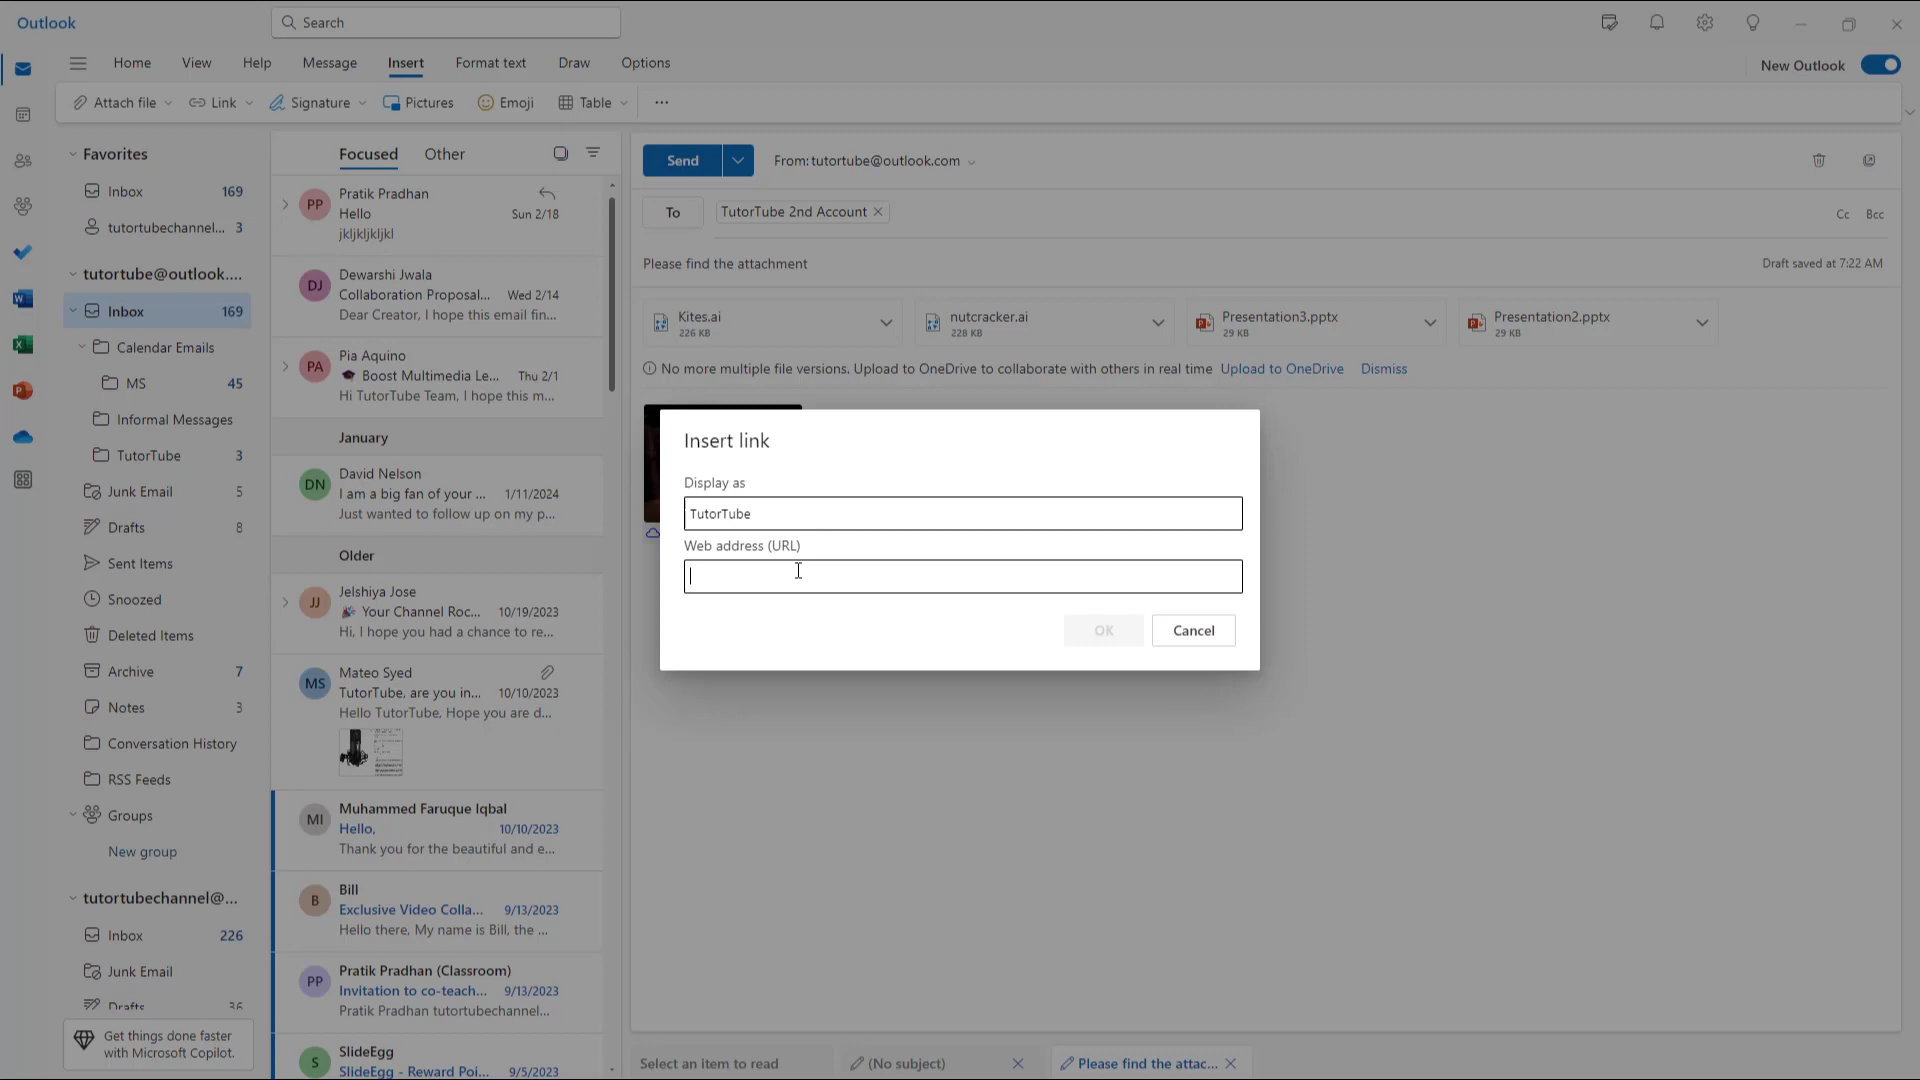 Outlook
Search
Home View Help Message Insert Format text Draw Options
New Outlook
Attach file Link Signature Pictures Emoji Table ...
Favorites
Inbox 169
tutortubechannel... 3
tutortube@outlook....
Inbox 169
Calendar Emails
MS 45
Informal Messages
TutorTube 3
Junk Email 5
Drafts 8
Sent Items
Snoozed
Deleted Items
Archive 7
Notes 3
Conversation History
RSS Feeds
Groups
New group
tutortubechannel@...
Inbox 226
Junk Email
Drafts 36
Get things done faster
with Microsoft Copilot.
Focused Other
PP
Pratik Pradhan
Hello Sun 2/18
jkljkljkljkl
DJ
Dewarshi Jwala
Collaboration Proposal... Wed 2/14
Dear Creator, I hope this email fin...
PA
Pia Aquino
Boost Multimedia Le... Thu 2/1
Hi TutorTube Team, I hope this m...
January
DN
David Nelson
I am a big fan of your ... 1/11/2024
Just wanted to follow up on my p...
Older
JJ
Jelshiya Jose
Your Channel Roc... 10/19/2023
Hi, I hope you had a chance to re...
MS
Mateo Syed
TutorTube, are you in... 10/10/2023
Hello TutorTube, Hope you are d...
MI
Muhammed Faruque Iqbal
Hello, 10/10/2023
Thank you for the beautiful and e...
B
Bill
Exclusive Video Colla... 9/13/2023
Hello there, My name is Bill, the ...
PP
Pratik Pradhan (Classroom)
Invitation to co-teach... 9/13/2023
Pratik Pradhan tutortubechannel...
S
SlideEgg
SlideEgg - Reward Poi... 9/5/2023
Send From: tutortube@outlook.com
To TutorTube 2nd Account Cc Bcc
Please find the attachment Draft saved at 7:22 AM
Kites.ai
226 KB
nutcracker.ai
228 KB
Presentation3.pptx
29 KB
Presentation2.pptx
29 KB
No more multiple file versions. Upload to OneDrive to collaborate with others in real time Upload to OneDrive Dismiss
Insert link
Display as
TutorTube
Web address (URL)
OK Cancel
Select an item to read (No subject) Please find the attac...